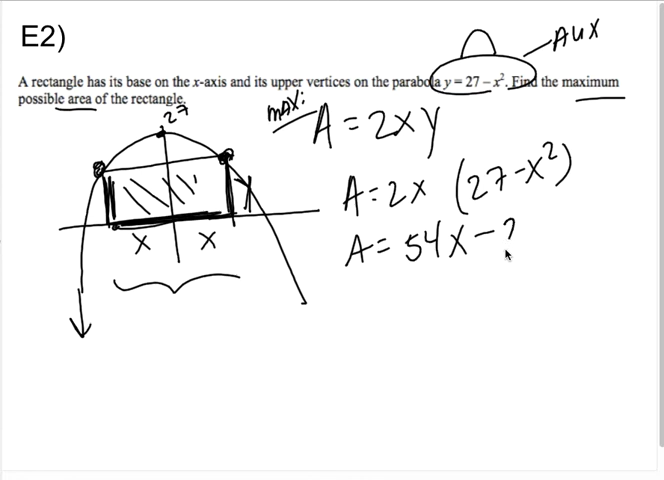 E2)
AUX
A rectangle has its base on the x-axis and its upper vertices on the parabola y = 27 – x². Find the maximum
possible area of the rectangle.
27
MAX:
A = 2xy
A = 2x (27-x²)
y
x x
A = 54x - 2